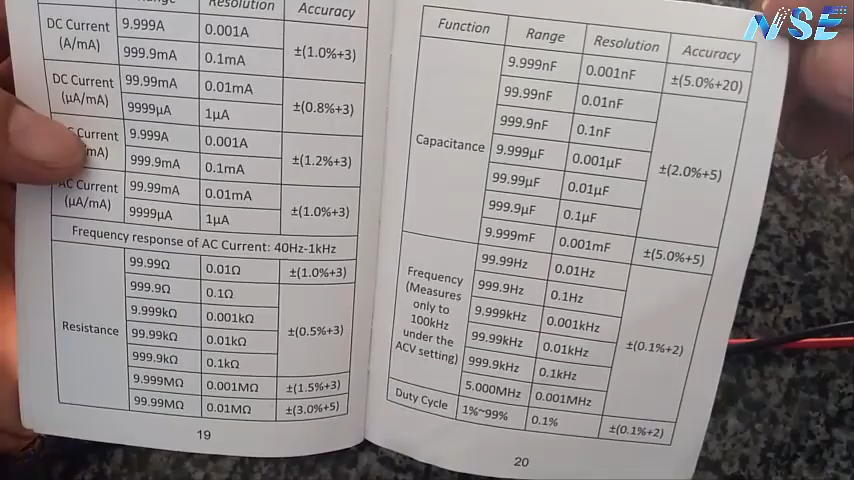 Range Resolution Accuracy
DC Current (A/mA)
9.999A 0.001A ±(1.0%+3)
999.9mA 0.1mA
DC Current (µA/mA)
99.99mA 0.01mA ±(0.8%+3)
9999µA 1µA
Current
mA)
9.999A 0.001A ±(1.2%+3)
999.9mA 0.1mA
AC Current (µA/mA)
99.99mA 0.01mA ±(1.0%+3)
9999µA 1µA
Frequency response of AC Current: 40Hz-1kHz
Resistance
99.99Ω 0.01Ω ±(1.0%+3)
999.9Ω 0.1Ω
9.999kΩ 0.001kΩ ±(0.5%+3)
99.99kΩ 0.01kΩ
999.9kΩ 0.1kΩ
9.999MΩ 0.001MΩ ±(1.5%+3)
99.99MΩ 0.01MΩ ±(3.0%+5)
19
NSE
Function Range Resolution Accuracy
Capacitance
9.999nF 0.001nF ±(5.0%+20)
99.99nF 0.01nF
999.9nF 0.1nF
9.999µF 0.001µF ±(2.0%+5)
99.99µF 0.01µF
999.9µF 0.1µF
9.999mF 0.001mF ±(5.0%+5)
Frequency
(Measures
only to
100kHz
under the
ACV setting)
99.99Hz 0.01Hz
999.9Hz 0.1Hz
9.999kHz 0.001kHz ±(0.1%+2)
99.99kHz 0.01kHz
999.9kHz 0.1kHz
5.000MHz 0.001MHz
Duty Cycle 1%~99% 0.1% ±(0.1%+2)
20